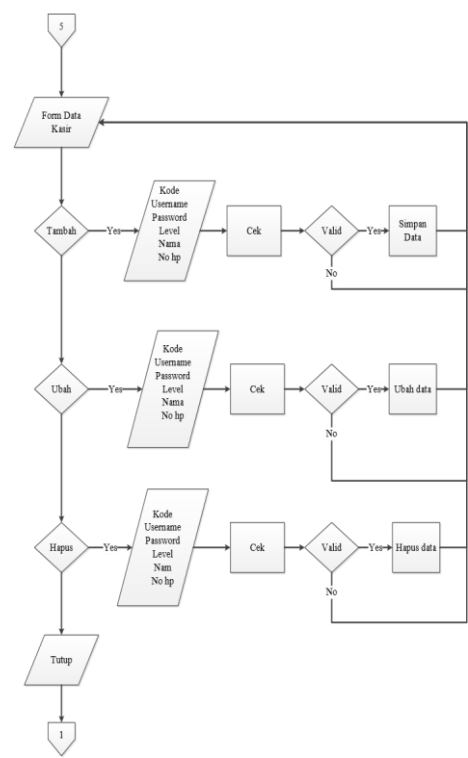 5
Form Data
Kasir
Tambah
Yes
Kode
Username
Password
Level
Nama
No hp
Cek
Valid
Yes
Simpan
Data
No
Ubah
Yes
Kode
Username
Password
Level
Nama
No hp
Cek
Valid
Yes
Ubah data
No
Hapus
Yes
Kode
Username
Password
Level
Nam
No hp
Cek
Valid
Yes
Hapus data
No
Tutup
1